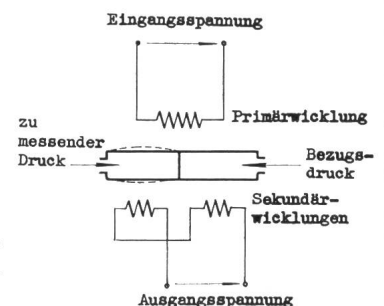 Eingangsspannung
Primärwicklung
zu
messender
Druck
Bezugs-
druck
Sekundär-
wicklungen
Ausgangsspannung